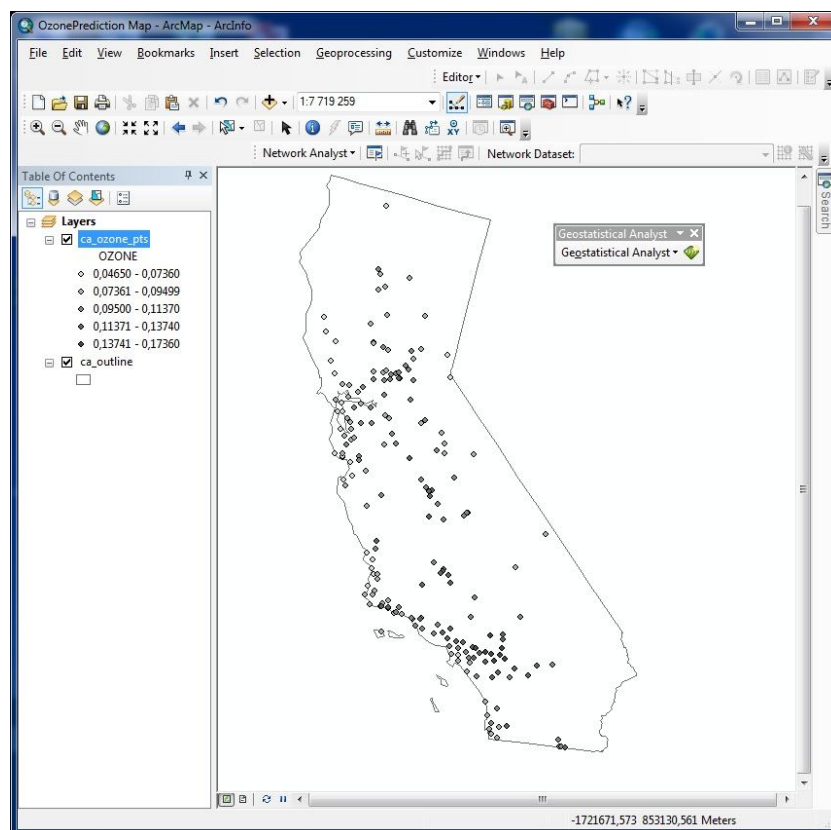 OzonePrediction Map - ArcMap - ArcInfo
File Edit View Bookmarks Insert Selection Geoprocessing Customize Windows Help
Editor
1:7 719 259
Network Analyst Network Dataset:
Table Of Contents
Layers
ca_ozone_pts
OZONE
0,04650 - 0,07360
0,07361 - 0,09499
0,09500 - 0,11370
0,11371 - 0,13740
0,13741 - 0,17360
ca_outline
Geostatistical Analyst
Geostatistical Analyst
Search
-1721671,573 853130,561 Meters